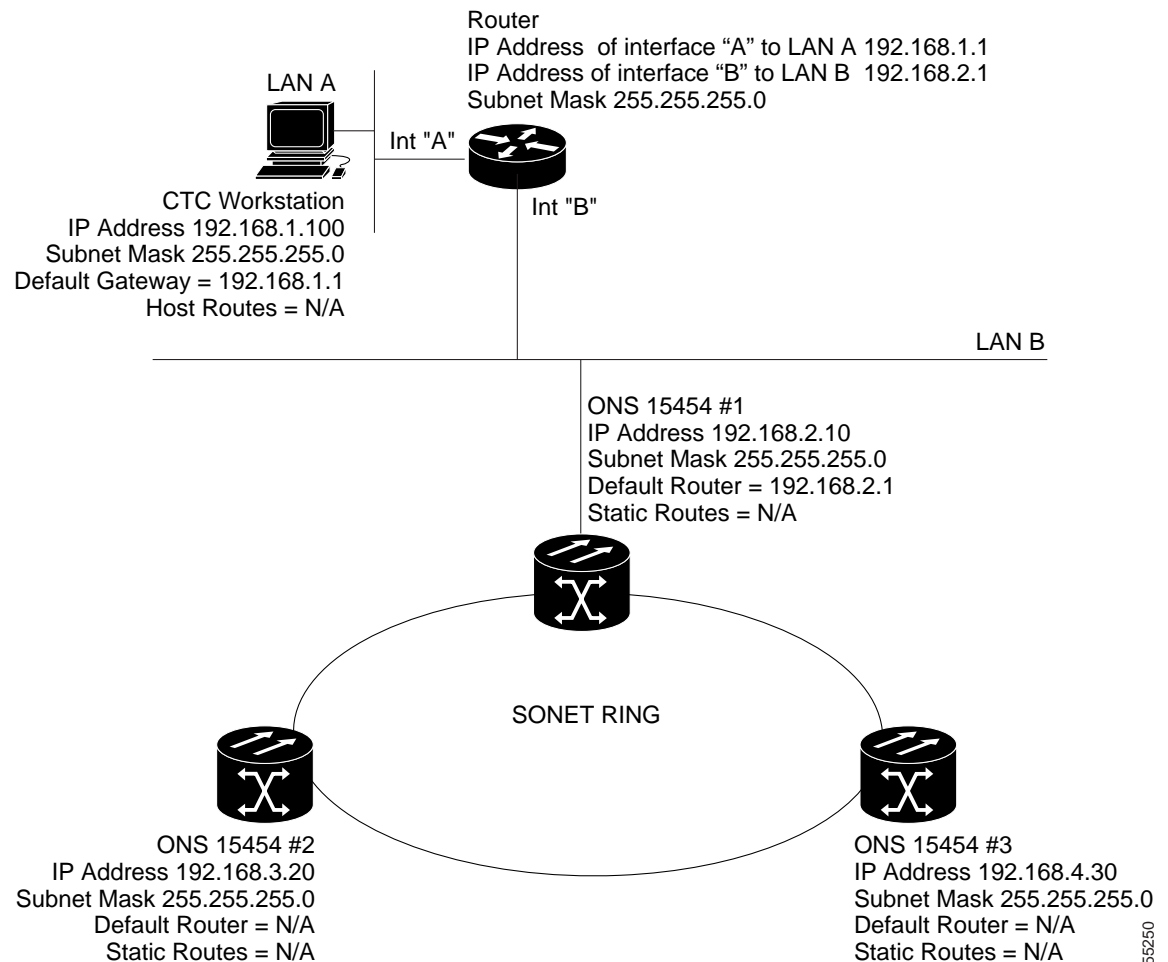 Router
IP Address  of interface “A” to LAN A 192.168.1.1
IP Address of interface “B” to LAN B  192.168.2.1
Subnet Mask 255.255.255.0
LAN A
Int "A"
Int "B"
CTC Workstation
IP Address 192.168.1.100
Subnet Mask 255.255.255.0
Default Gateway = 192.168.1.1
Host Routes = N/A
LAN B
ONS 15454 #1
IP Address 192.168.2.10
Subnet Mask 255.255.255.0
Default Router = 192.168.2.1
Static Routes = N/A
SONET RING
ONS 15454 #2
IP Address 192.168.3.20
Subnet Mask 255.255.255.0
Default Router = N/A
Static Routes = N/A
ONS 15454 #3
IP Address 192.168.4.30
Subnet Mask 255.255.255.0
Default Router = N/A
Static Routes = N/A
55250